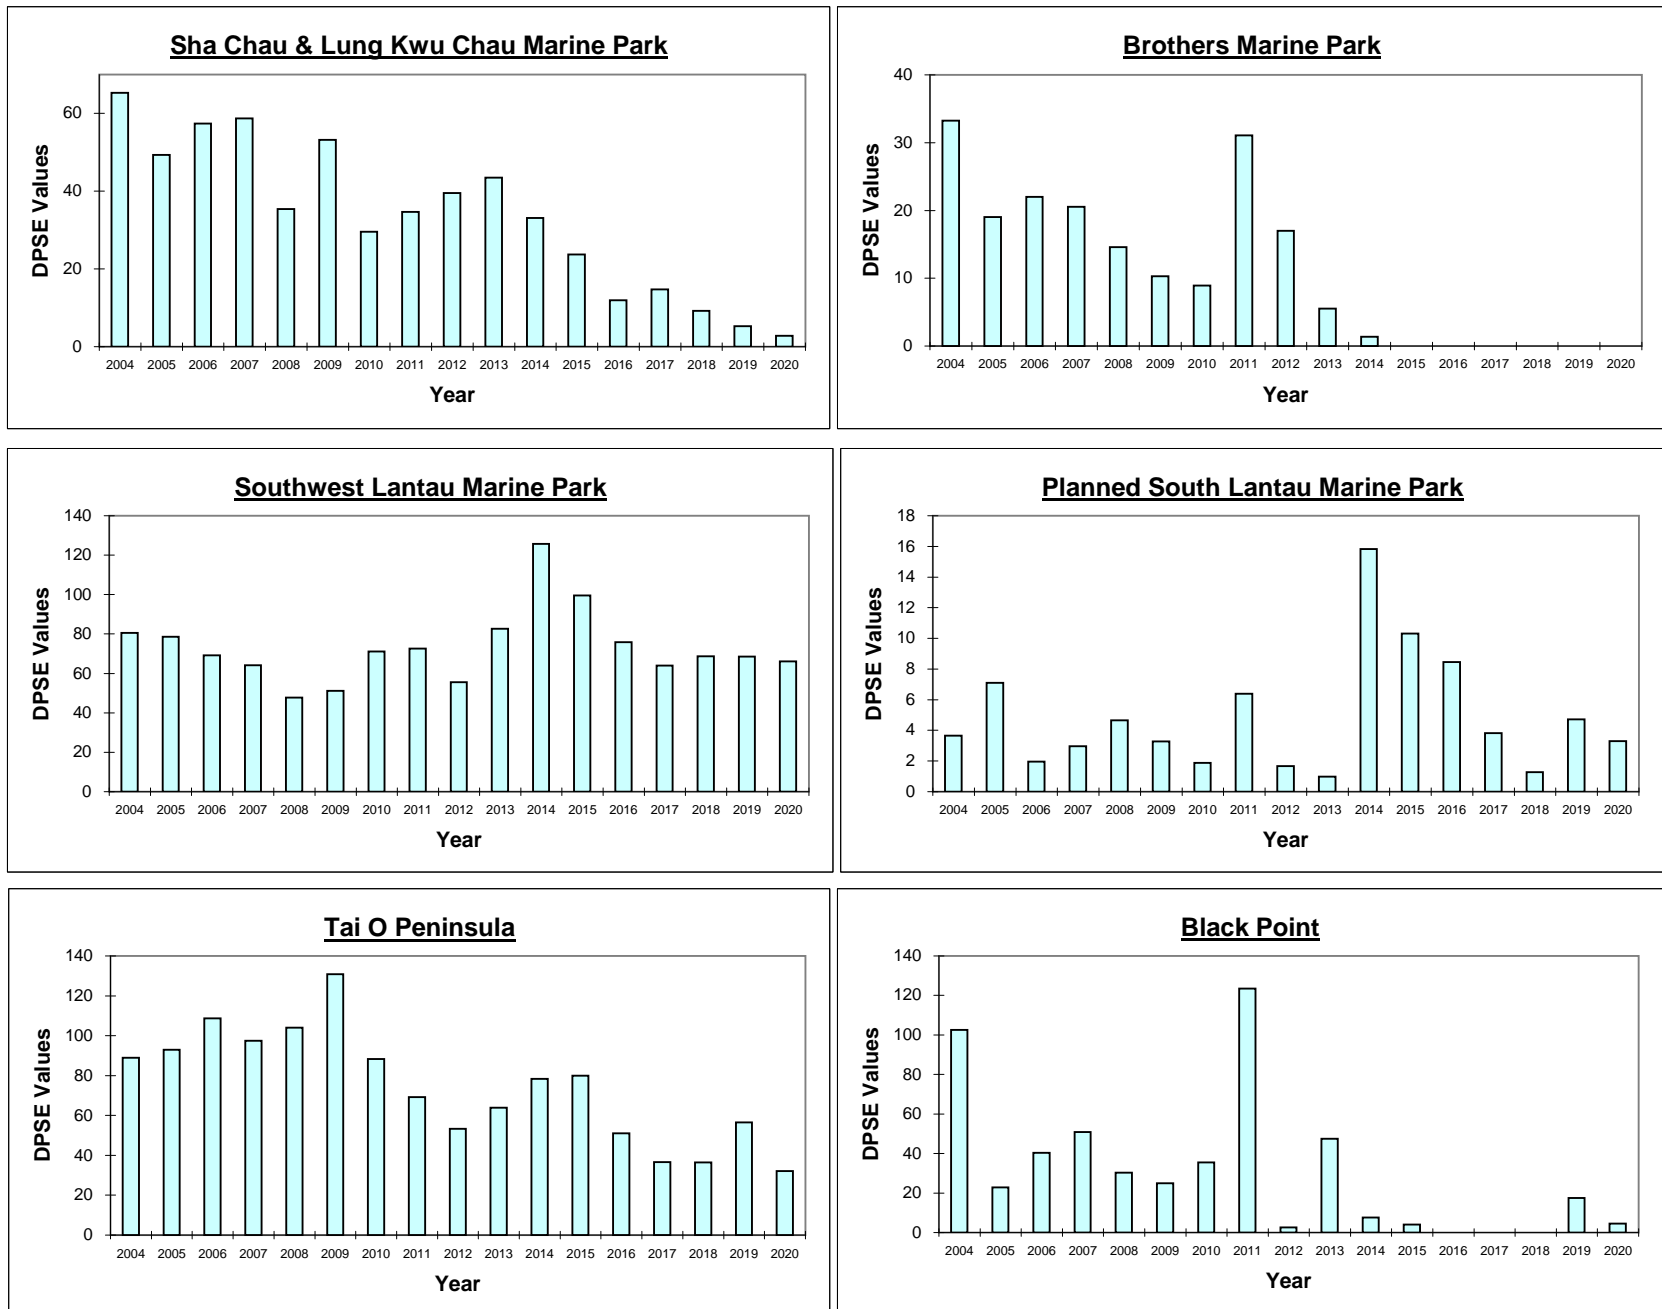 Sha Chau & Lung Kwu Chau Marine Park
60
40
20
0
DPSE Values
2004 2005 2006 2007 2008 2009 2010 2011 2012 2013 2014 2015 2016 2017 2018 2019 2020
Year
Brothers Marine Park
40
30
20
10
0
DPSE Values
2004 2005 2006 2007 2008 2009 2010 2011 2012 2013 2014 2015 2016 2017 2018 2019 2020
Year
Southwest Lantau Marine Park
140
120
100
80
60
40
20
0
DPSE Values
2004 2005 2006 2007 2008 2009 2010 2011 2012 2013 2014 2015 2016 2017 2018 2019 2020
Year
Planned South Lantau Marine Park
18
16
14
12
10
8
6
4
2
0
DPSE Values
2004 2005 2006 2007 2008 2009 2010 2011 2012 2013 2014 2015 2016 2017 2018 2019 2020
Year
Tai O Peninsula
140
120
100
80
60
40
20
0
DPSE Values
2004 2005 2006 2007 2008 2009 2010 2011 2012 2013 2014 2015 2016 2017 2018 2019 2020
Year
Black Point
140
120
100
80
60
40
20
0
DPSE Values
2004 2005 2006 2007 2008 2009 2010 2011 2012 2013 2014 2015 2016 2017 2018 2019 2020
Year